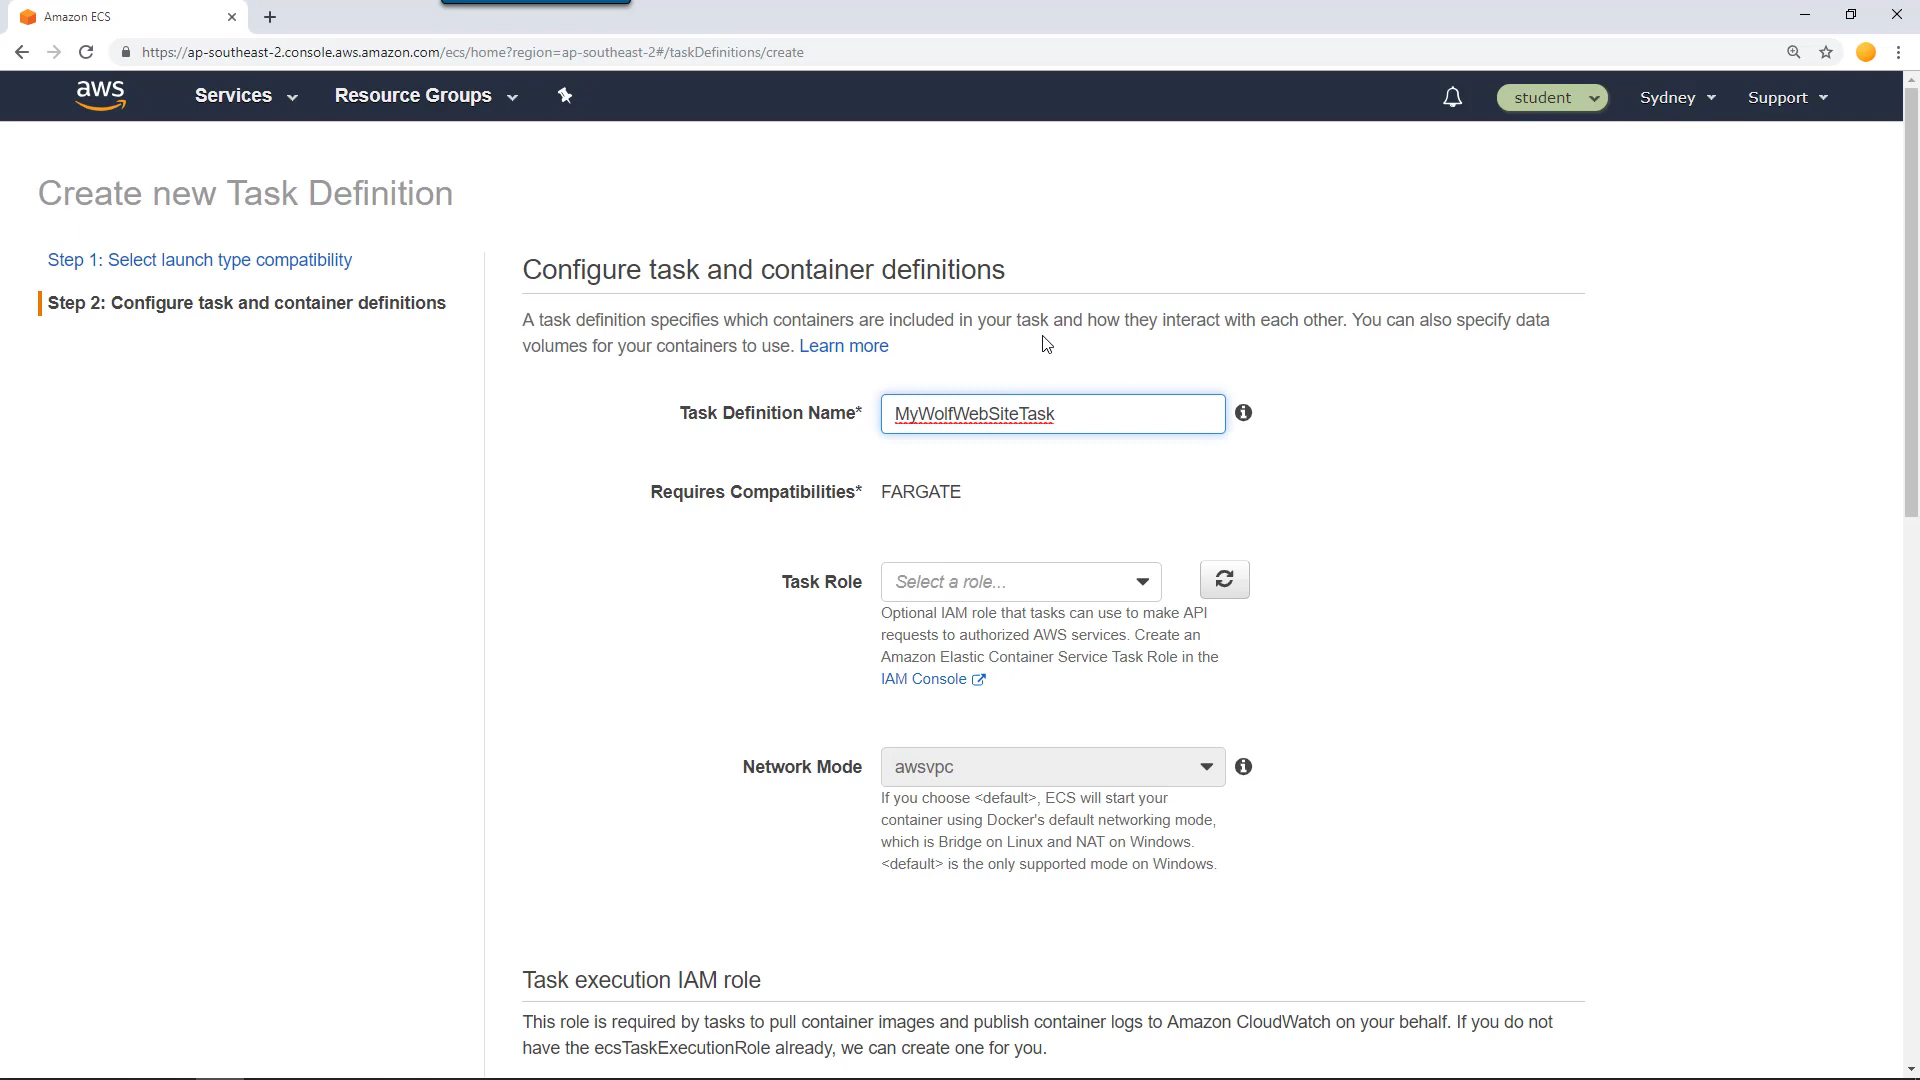 Amazon ECS
https://ap-southeast-2.console.aws.amazon.com/ecs/home?region=ap-southeast-2#/taskDefinitions/create
aws Services Resource Groups student Sydney Support
Create new Task Definition
Step 1: Select launch type compatibility
Step 2: Configure task and container definitions
Configure task and container definitions
A task definition specifies which containers are included in your task and how they interact with each other. You can also specify data
volumes for your containers to use. Learn more
Task Definition Name* MyWolfWebSiteTask
Requires Compatibilities* FARGATE
Task Role Select a role...
Optional IAM role that tasks can use to make API
requests to authorized AWS services. Create an
Amazon Elastic Container Service Task Role in the
IAM Console
Network Mode awsvpc
If you choose <default>, ECS will start your
container using Docker's default networking mode,
which is Bridge on Linux and NAT on Windows.
<default> is the only supported mode on Windows.
Task execution IAM role
This role is required by tasks to pull container images and publish container logs to Amazon CloudWatch on your behalf. If you do not
have the ecsTaskExecutionRole already, we can create one for you.